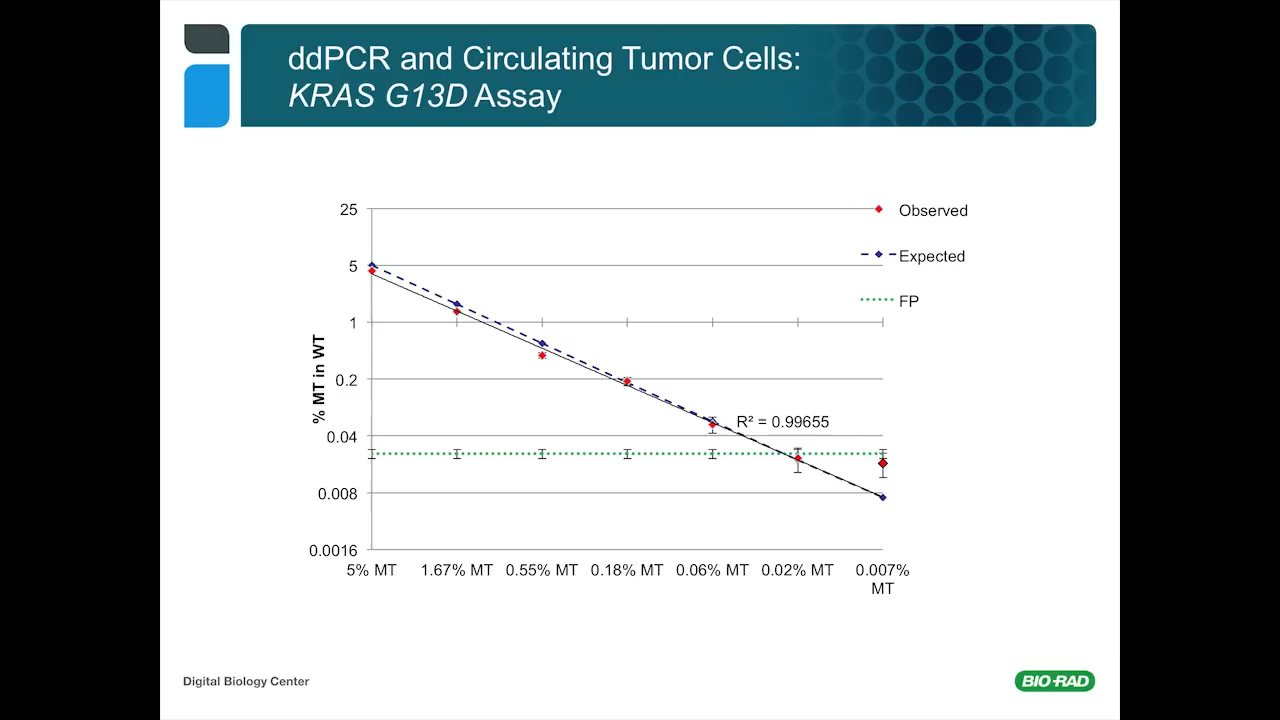 ddPCR and Circulating Tumor Cells:
KRAS G13D Assay
25
5
1
0.2
0.04
0.008
0.0016
% MT in WT
Observed
Expected
FP
R² = 0.99655
5% MT
1.67% MT
0.55% MT
0.18% MT
0.06% MT
0.02% MT
0.007%
MT
Digital Biology Center
BIO-RAD